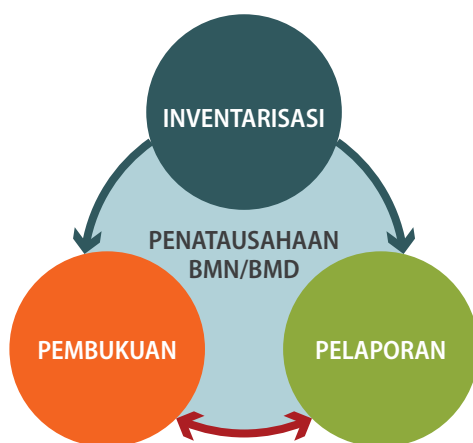 INVENTARISASI
PENATAUSAHAAN
BMN/BMD
PEMBUKUAN
PELAPORAN